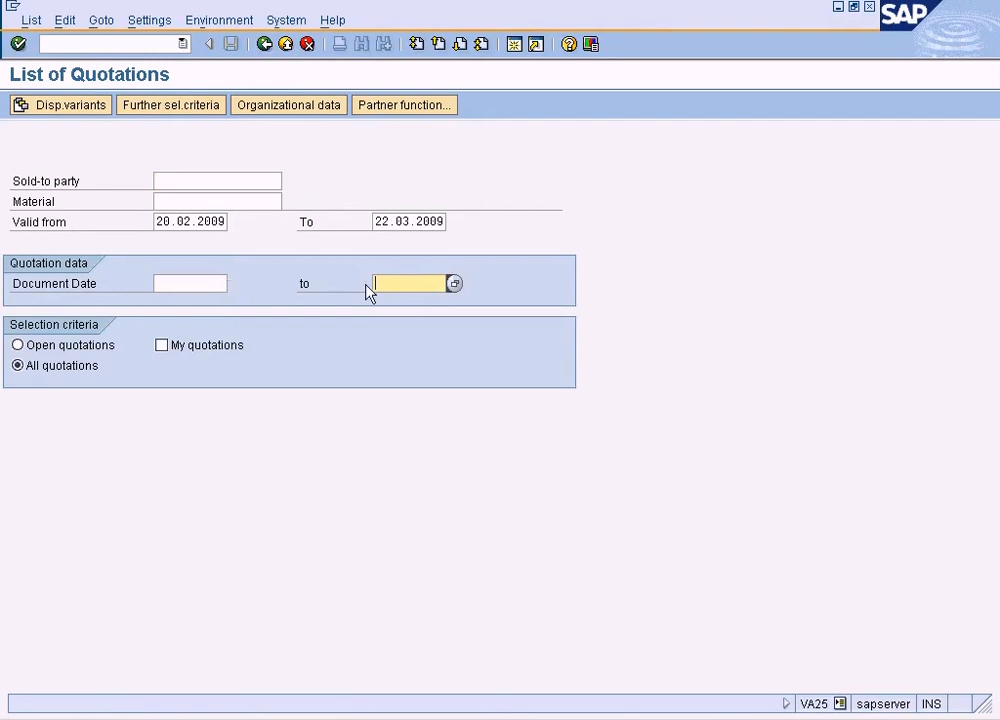 List Edit Goto Settings Environment System Help
SAP
List of Quotations
Disp.variants Further sel.criteria Organizational data Partner function...
Sold-to party
Material
Valid from 20.02.2009 To 22.03.2009
Quotation data
Document Date to
Selection criteria
Open quotations My quotations
All quotations
VA25 sapserver INS